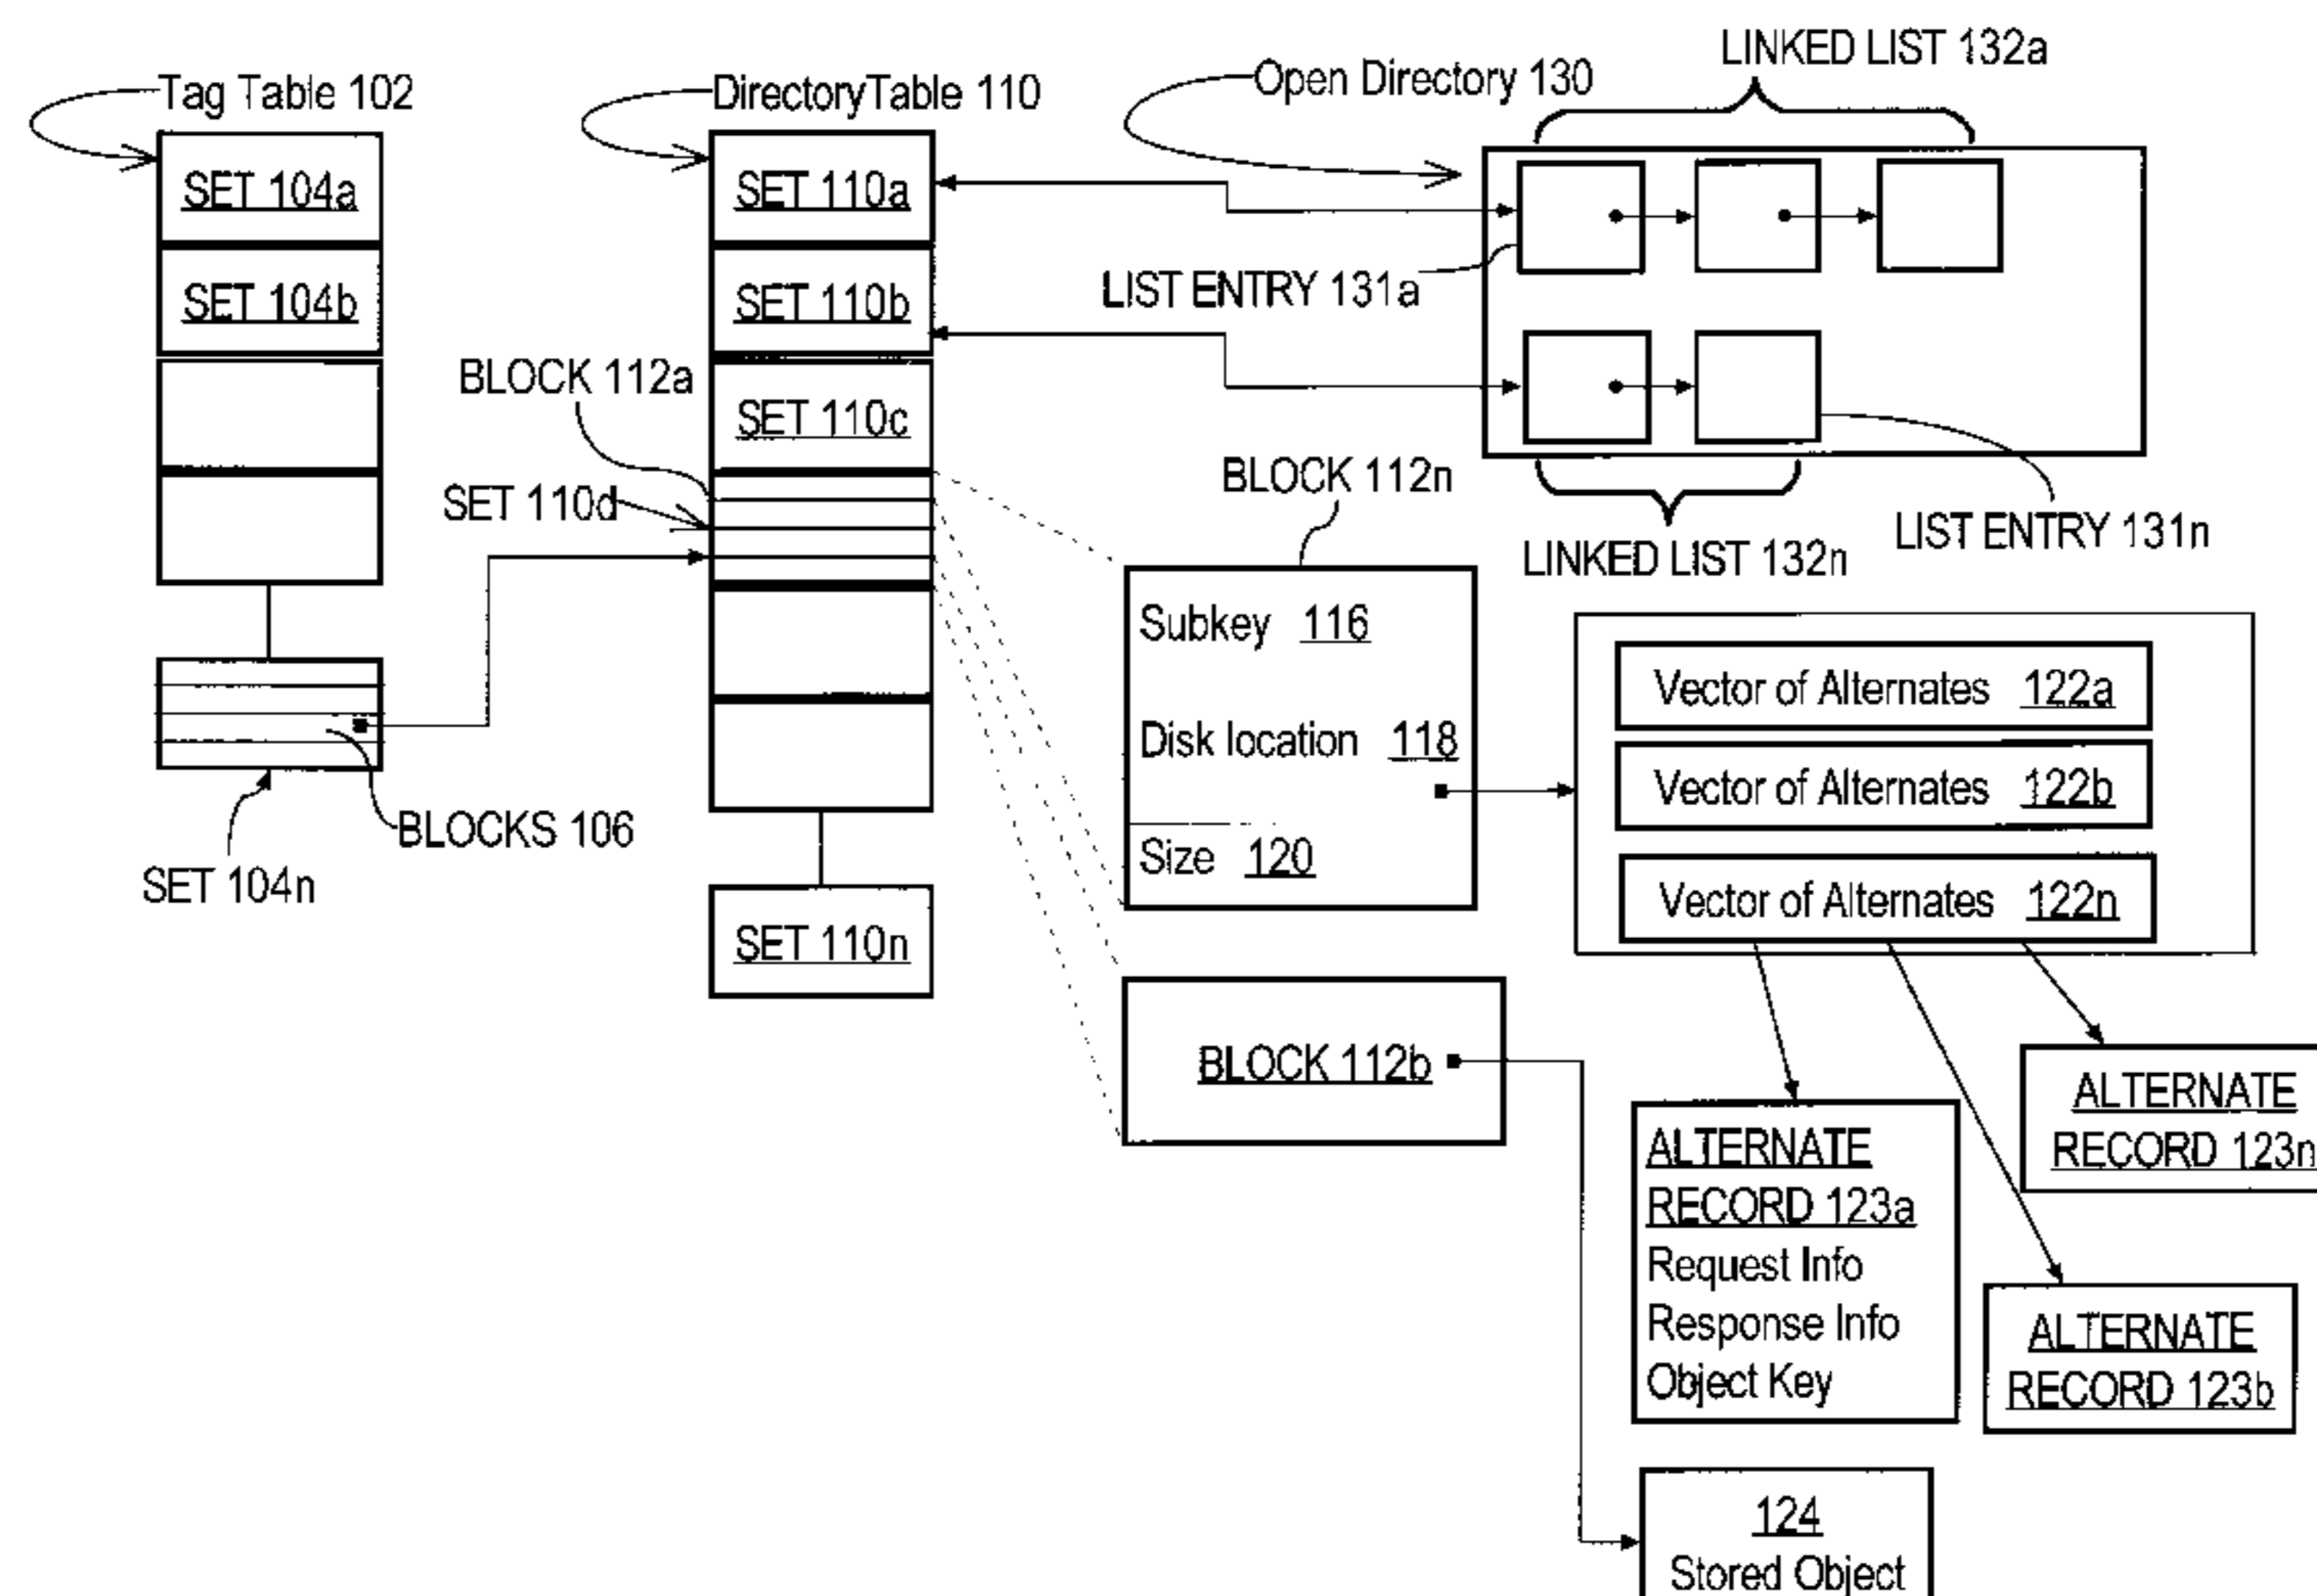 Tag Table 102
DirectoryTable 110
Open Directory 130
LINKED LIST 132a
SET 104a
SET 104b
SET 110a
SET 110b
SET 110c
LIST ENTRY 131a
BLOCK 112a
SET 110d
BLOCK 112n
LINKED LIST 132n
LIST ENTRY 131n
Subkey 116
Disk location 118
Size 120
Vector of Alternates 122a
Vector of Alternates 122b
Vector of Alternates 122n
BLOCKS 106
SET 104n
SET 110n
BLOCK 112b
ALTERNATE
RECORD 123a
Request Info
Response Info
Object Key
ALTERNATE
RECORD 123n
ALTERNATE
RECORD 123b
124
Stored Object